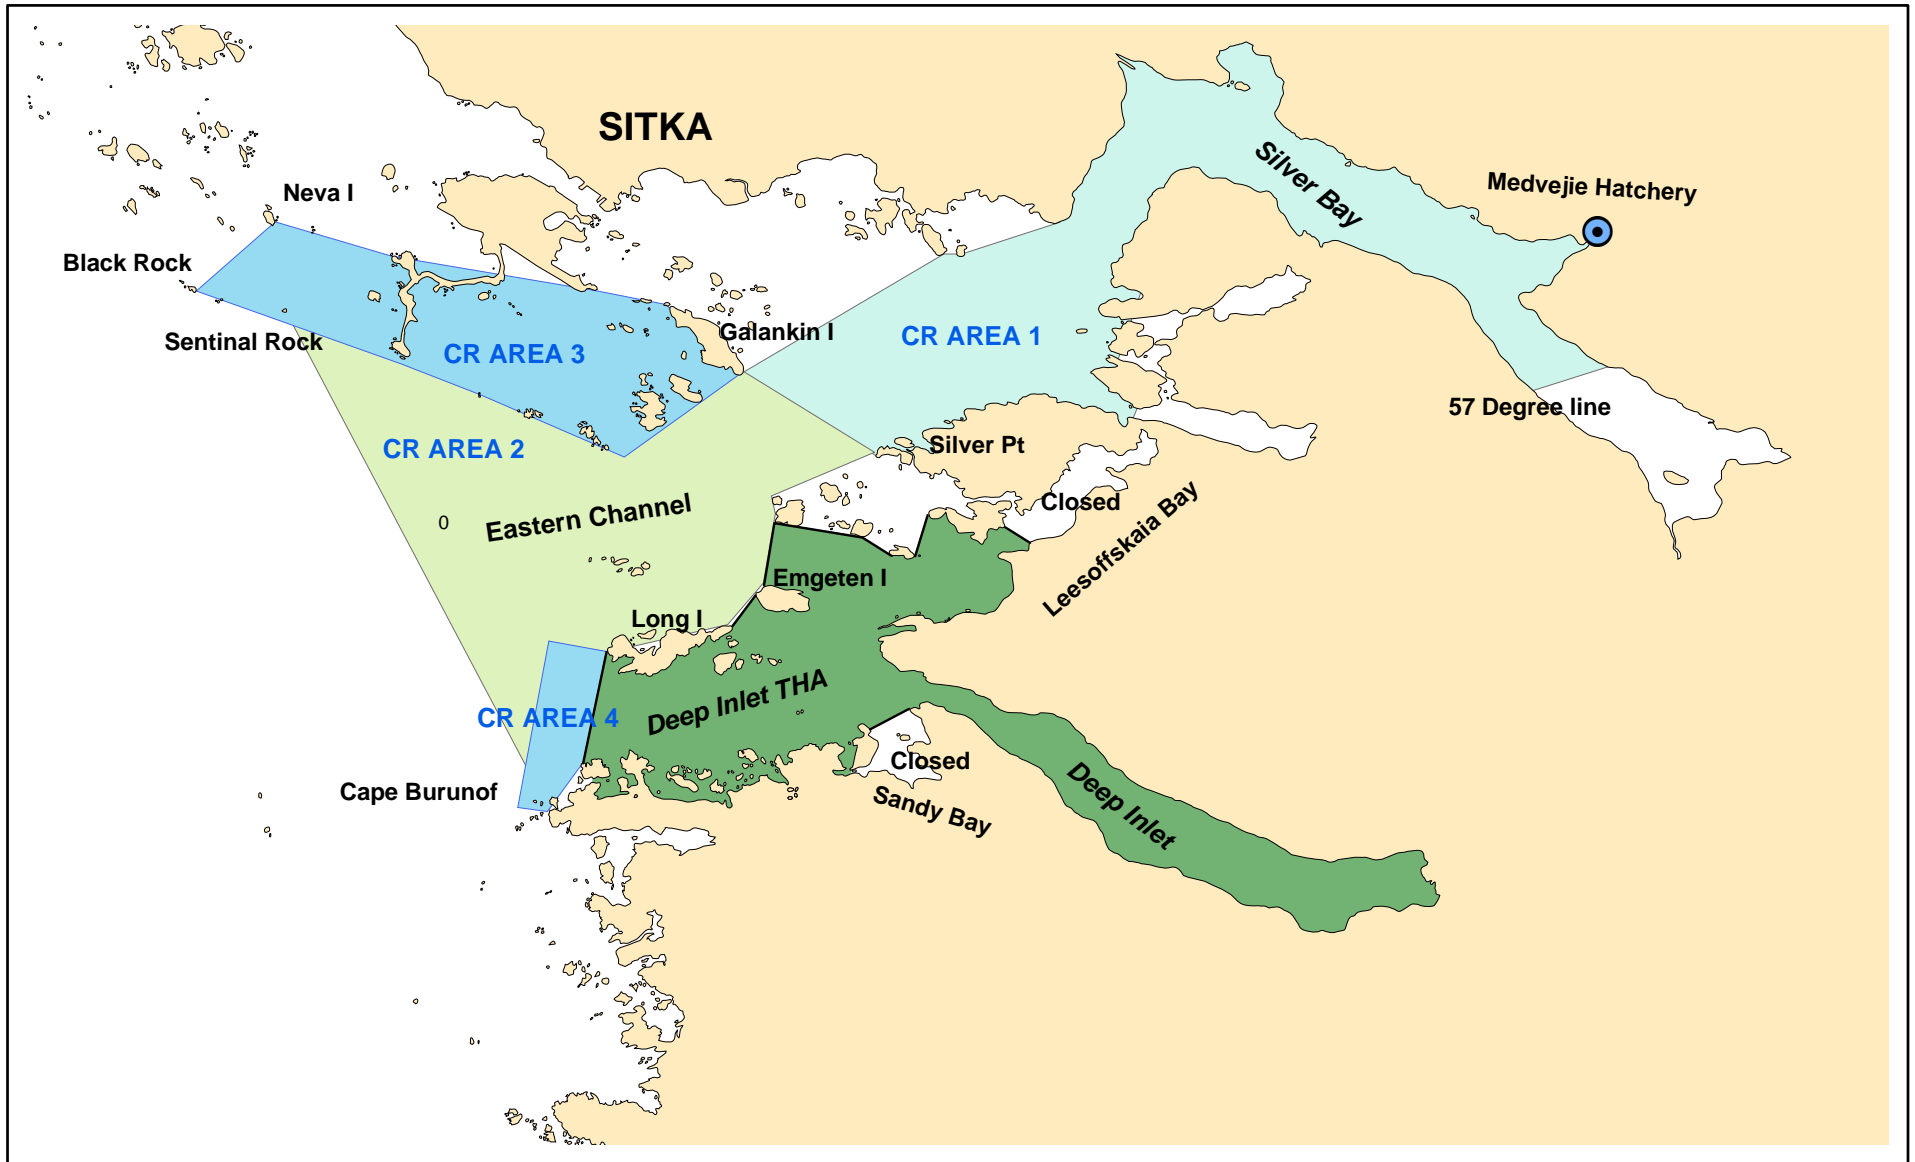 SITKA
Silver Bay
Medvejie Hatchery
Neva I
Black Rock
Sentinal Rock
Galankin I
CR AREA 1
CR AREA 3
57 Degree line
CR AREA 2
Silver Pt
Closed
Eastern Channel
0
Leesoffskaia Bay
Emgeten I
Long I
Deep Inlet THA
CR AREA 4
Closed
Cape Burunof
Sandy Bay
Deep Inlet